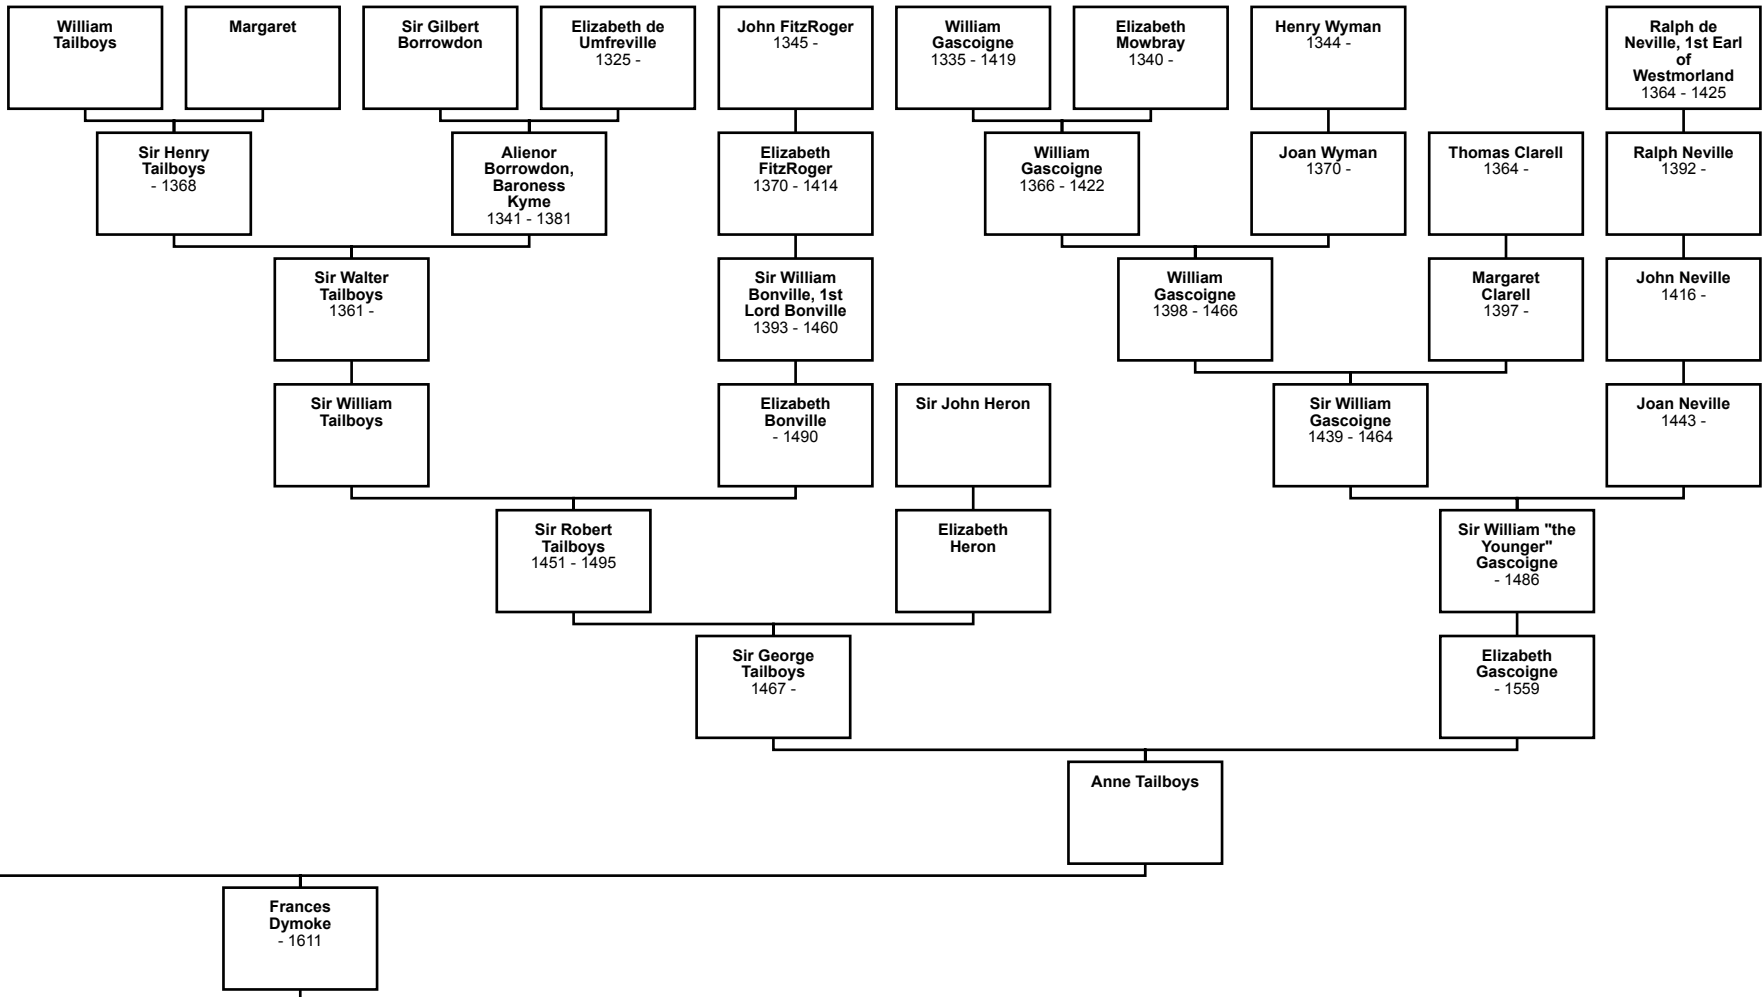 William
Tailboys
Margaret
Sir Gilbert
Borrowdon
Elizabeth de
Umfreville
1325 -
John FitzRoger
1345 -
William
Gascoigne
1335 - 1419
Elizabeth
Mowbray
1340 -
Henry Wyman
1344 -
Ralph de
Neville, 1st Earl
of
Westmorland
1364 - 1425
Sir Henry
Tailboys
- 1368
Alienor
Borrowdon,
Baroness
Kyme
1341 - 1381
Elizabeth
FitzRoger
1370 - 1414
William
Gascoigne
1366 - 1422
Joan Wyman
1370 -
Thomas Clarell
1364 -
Ralph Neville
1392 -
Sir Walter
Tailboys
1361 -
Sir William
Bonville, 1st
Lord Bonville
1393 - 1460
William
Gascoigne
1398 - 1466
Margaret
Clarell
1397 -
John Neville
1416 -
Sir William
Tailboys
Elizabeth
Bonville
- 1490
Sir John Heron
Sir William
Gascoigne
1439 - 1464
Joan Neville
1443 -
Sir Robert
Tailboys
1451 - 1495
Elizabeth
Heron
Sir William "the
Younger"
Gascoigne
- 1486
Sir George
Tailboys
1467 -
Elizabeth
Gascoigne
- 1559
Anne Tailboys
Frances
Dymoke
- 1611